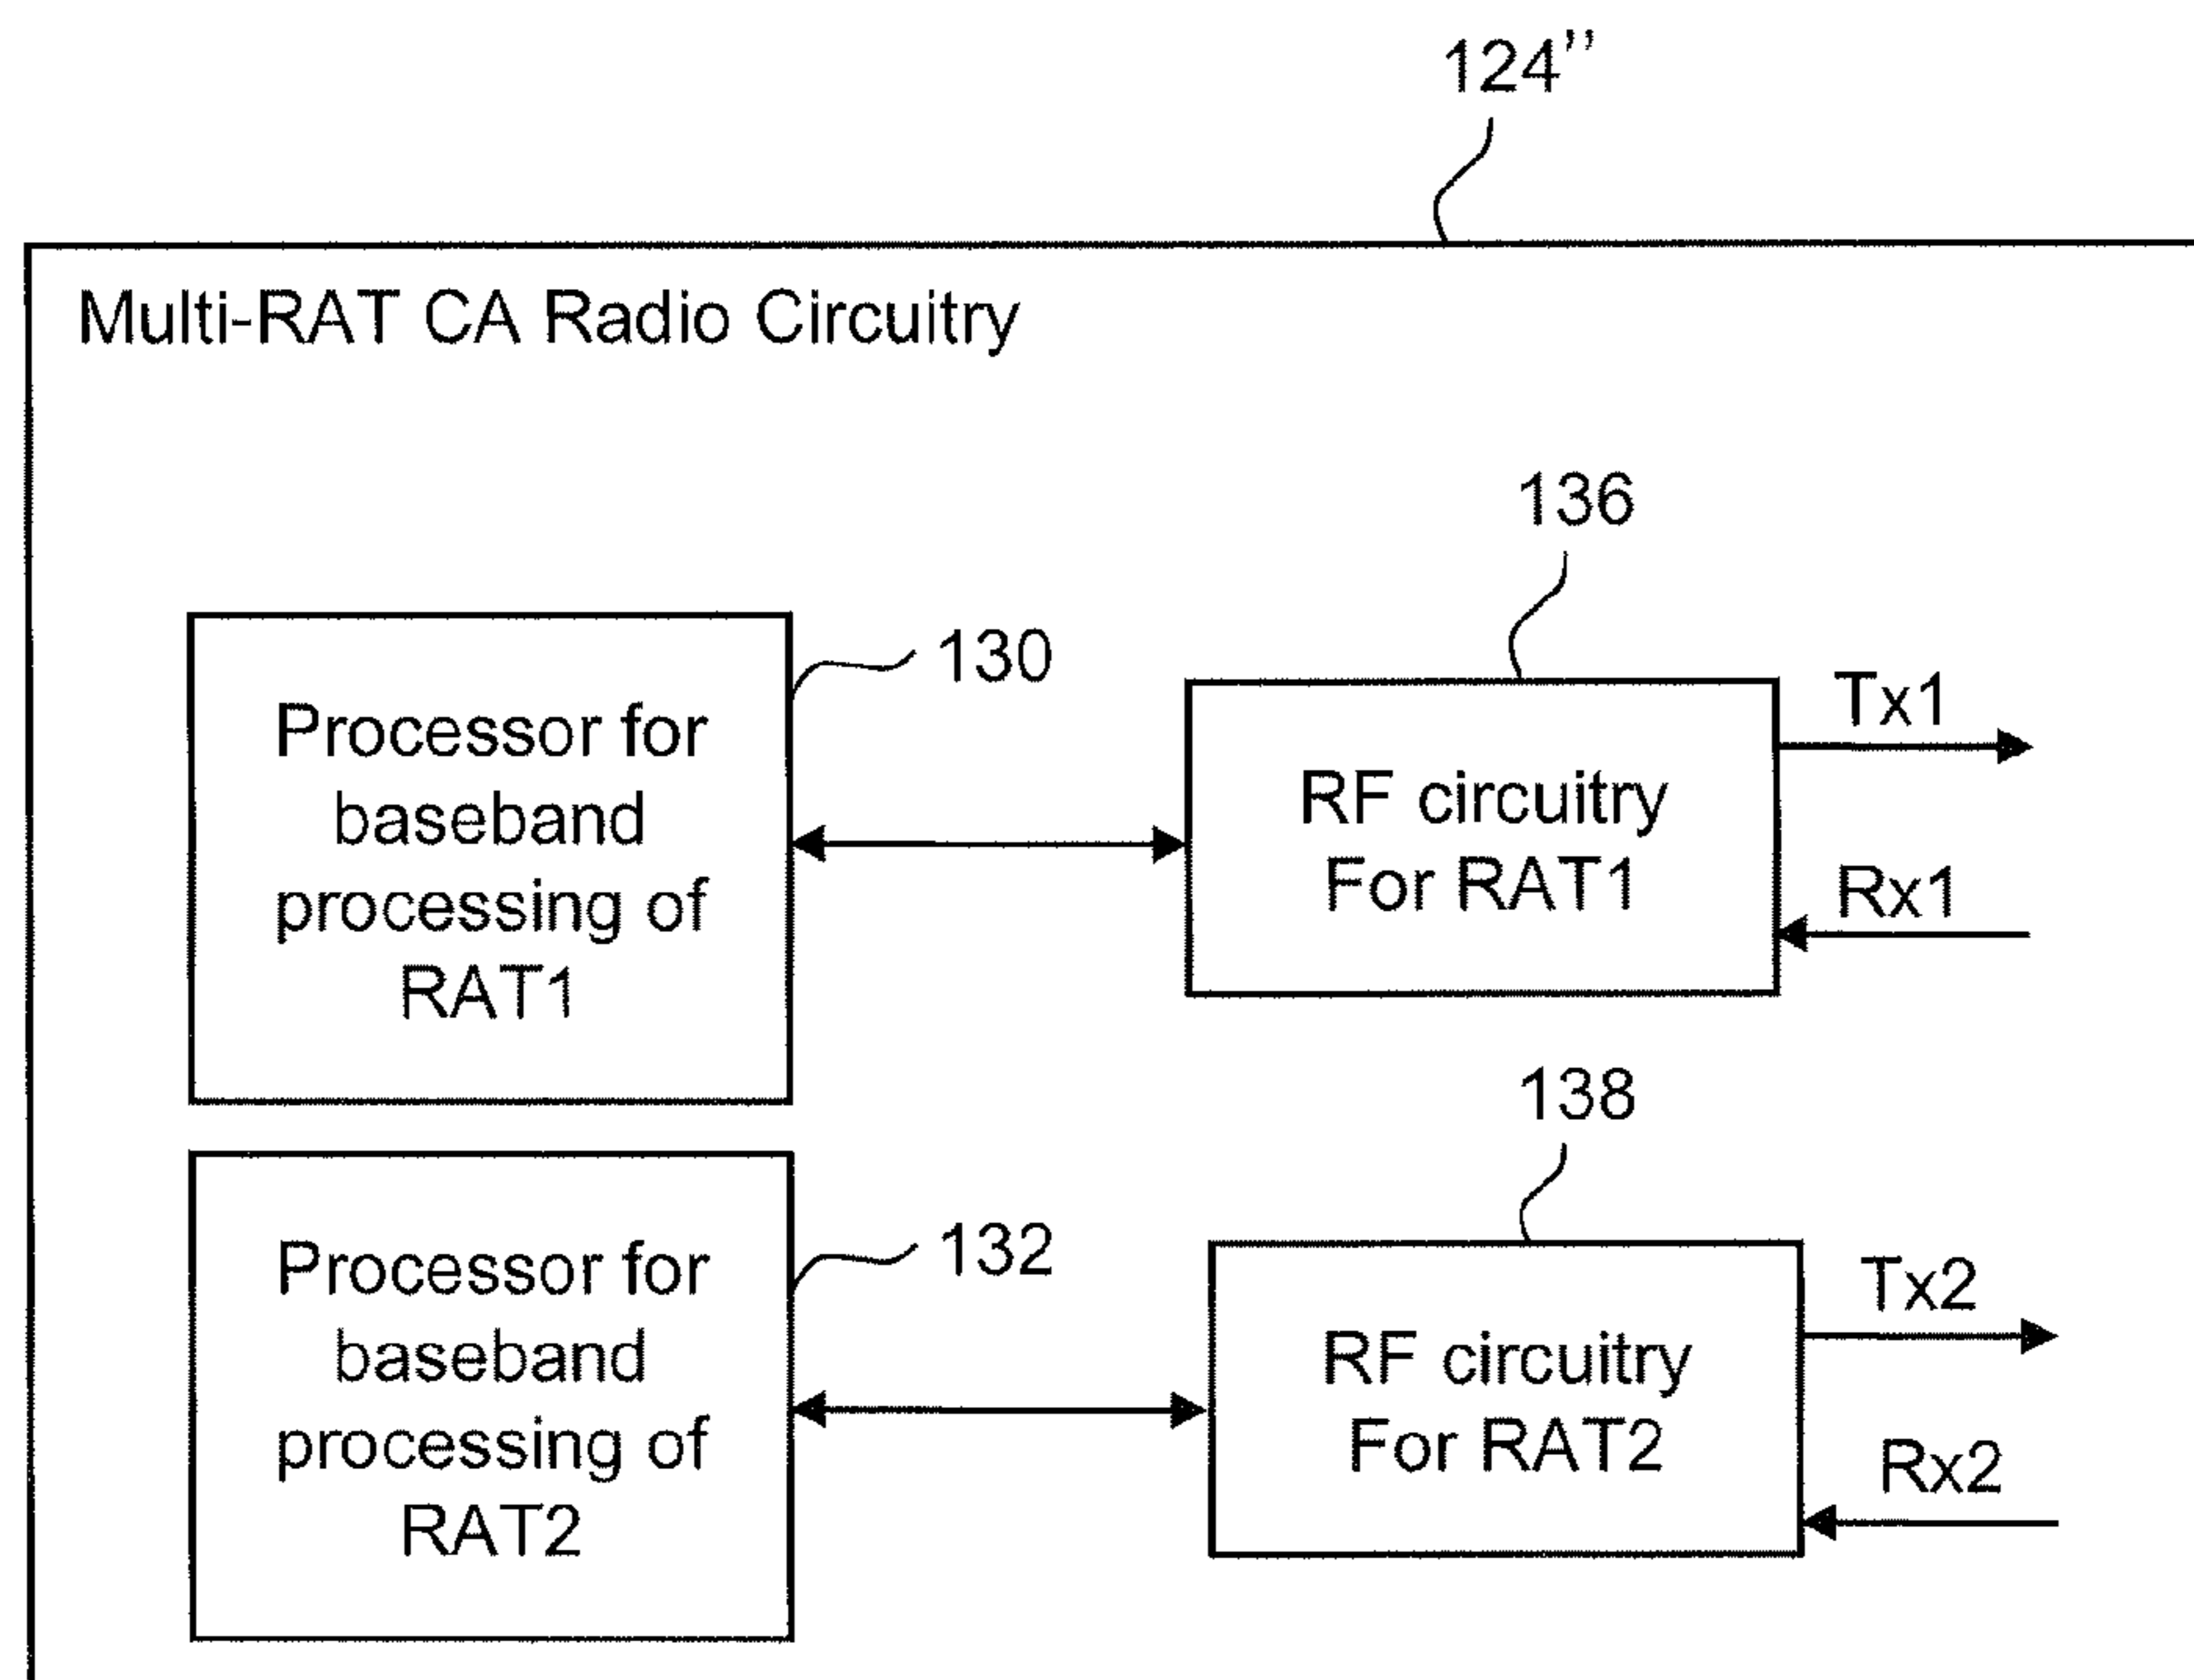 124’’
Multi-RAT CA Radio Circuitry
136
130
Processor for
baseband
processing of
RAT1
Tx1
RF circuitry
For RAT1
Rx1
138
132
Processor for
baseband
processing of
RAT2
Tx2
RF circuitry
For RAT2
Rx2